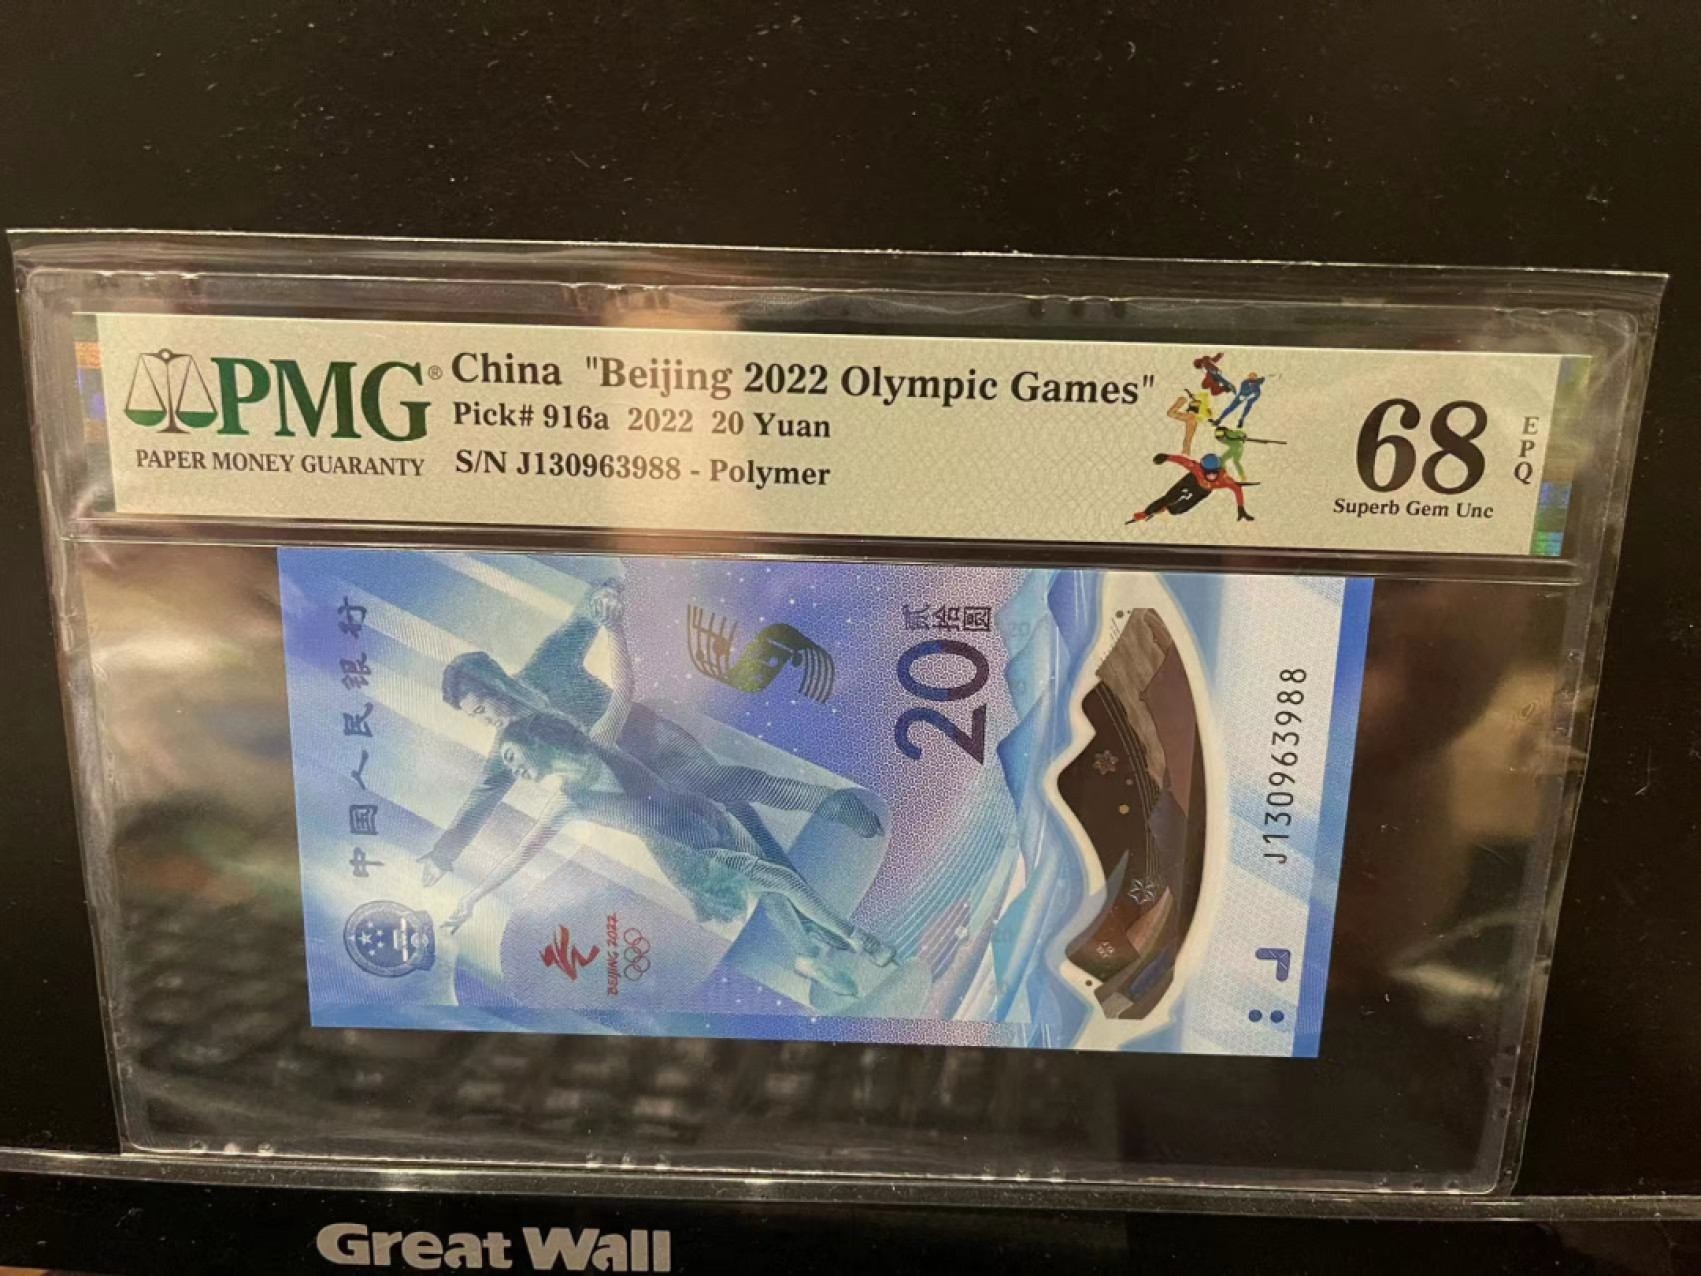 PMG®
PAPER MONEY GUARANTY
China "Beijing 2022 Olympic Games"
Pick# 916a 2022 20 Yuan
S/N J130963988 - Polymer
68
EPQ
Superb Gem Unc
中国人民银行
BEIJING 2022
贰拾圆
20
J130963988
Great Wall